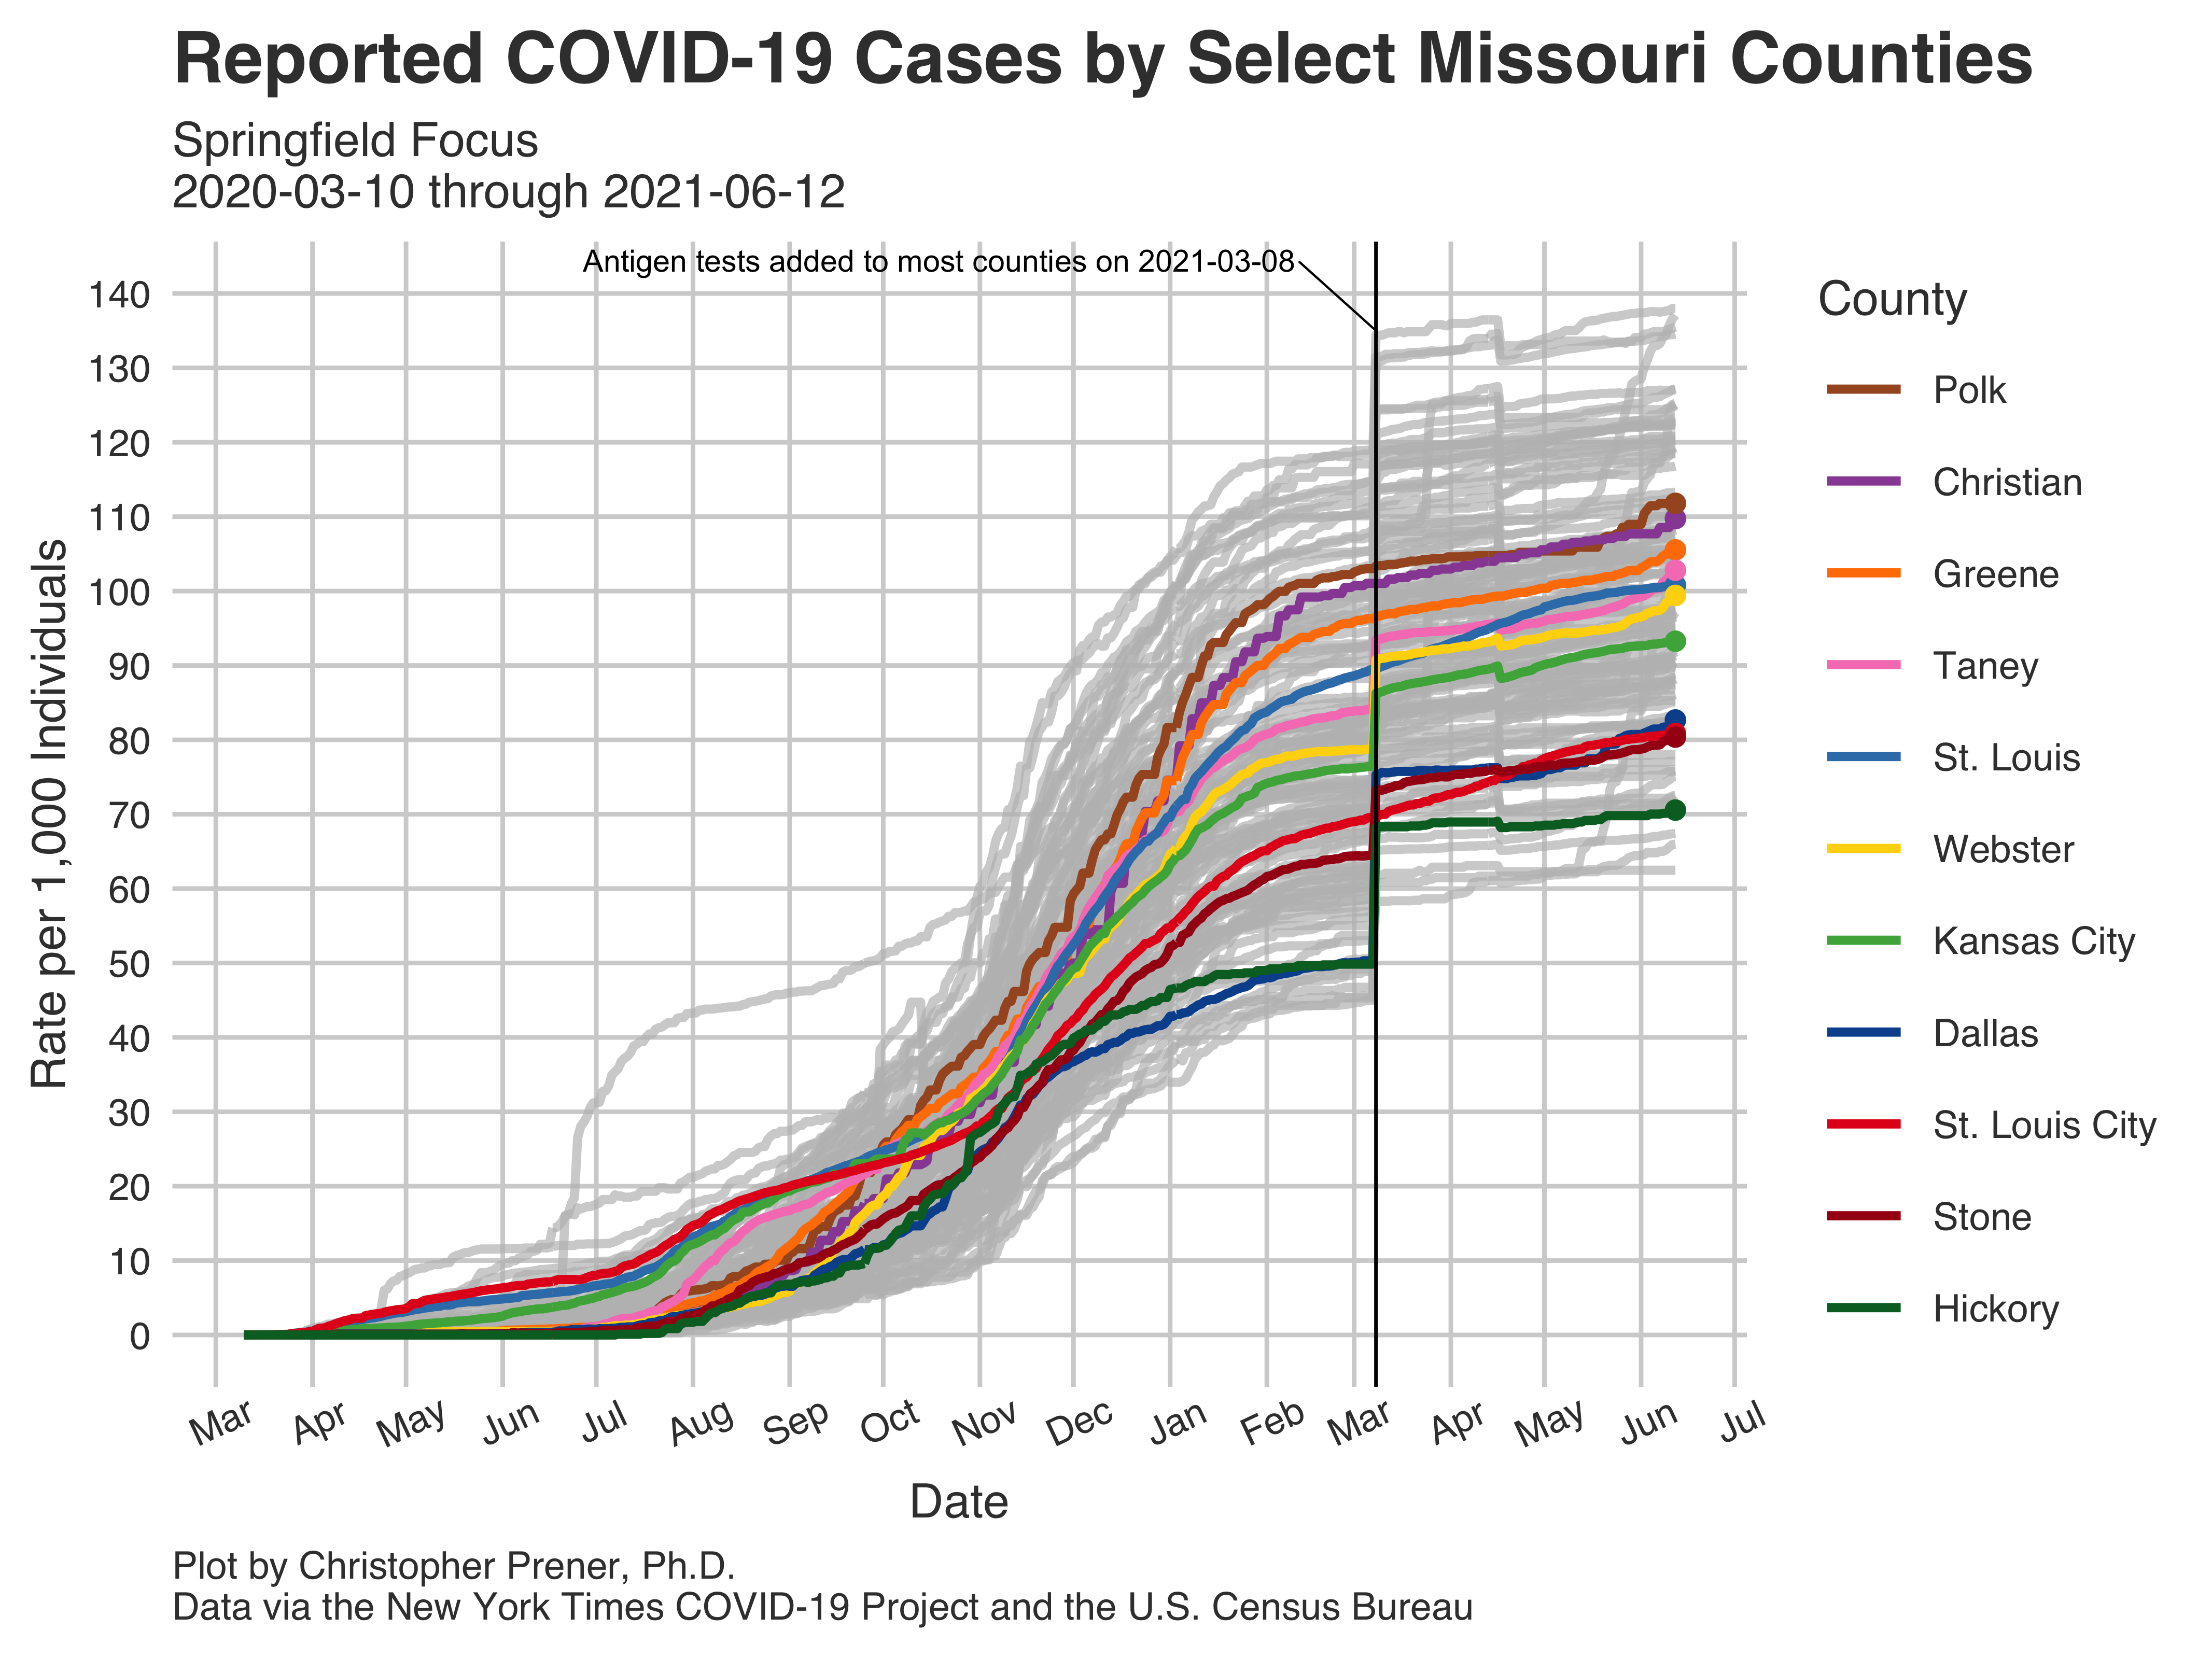 Reported COVID-19 Cases by Select Missouri Counties
Springfield Focus
2020-03-10 through 2021-06-12
Antigen tests added to most counties on 2021-03-08
140
130
120
110
100
90
80
70
60
50
40
30
20
10
0
Rate per 1,000 Individuals
Mar Apr May Jun Jul Aug Sep Oct Nov Dec Jan Feb Mar Apr May Jun Jul
Date
County
Polk
Christian
Greene
Taney
St. Louis
Webster
Kansas City
Dallas
St. Louis City
Stone
Hickory
Plot by Christopher Prener, Ph.D.
Data via the New York Times COVID-19 Project and the U.S. Census Bureau